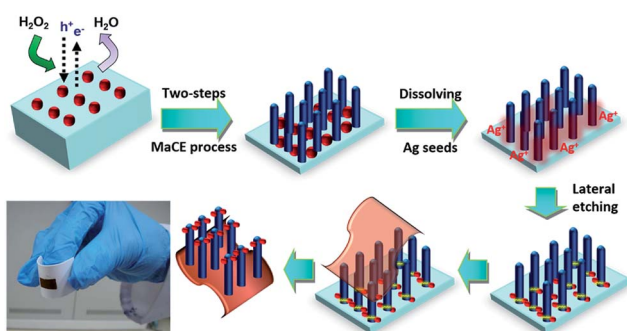 H₂O₂
h⁺e⁻
H₂O
Two-steps
MaCE process
Dissolving
Ag seeds
Ag⁺
Ag⁺
Ag⁺
Ag⁺
Lateral
etching